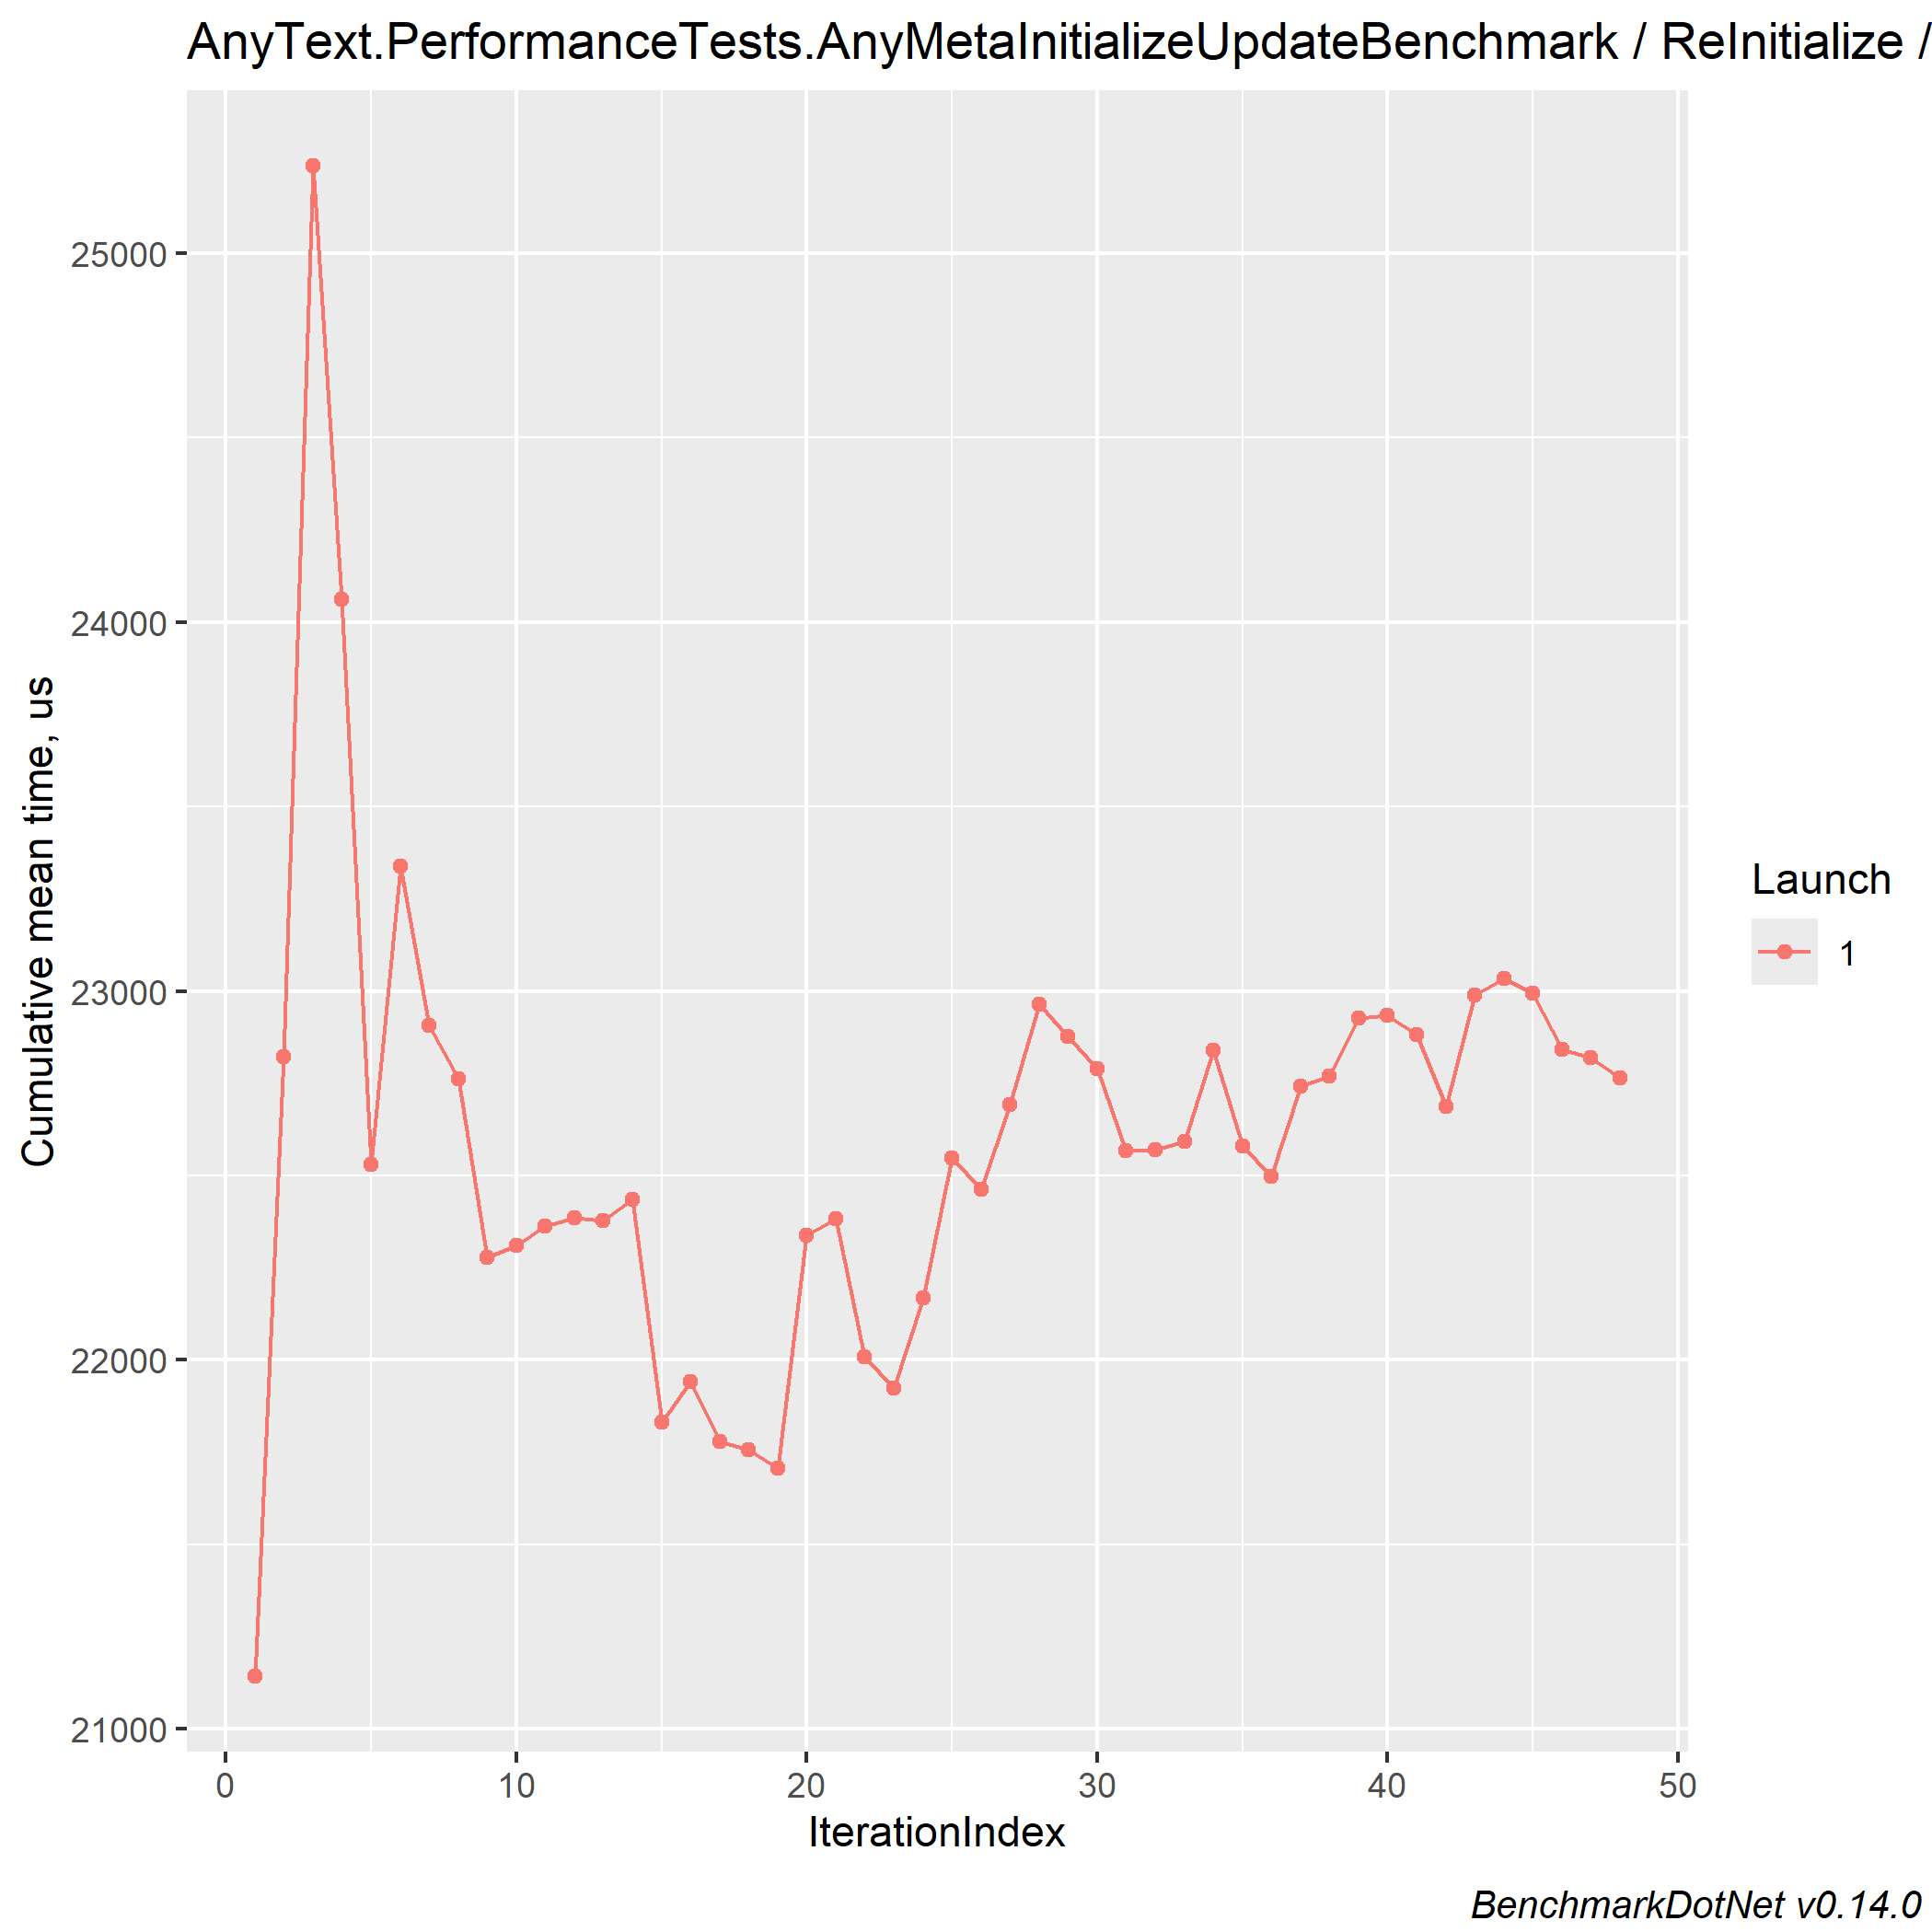 AnyText.PerformanceTests.AnyMetaInitializeUpdateBenchmark / ReInitialize /
Cumulative mean time, us
25000
24000
23000
22000
21000
0 10 20 30 40 50
IterationIndex
Launch
1
BenchmarkDotNet v0.14.0